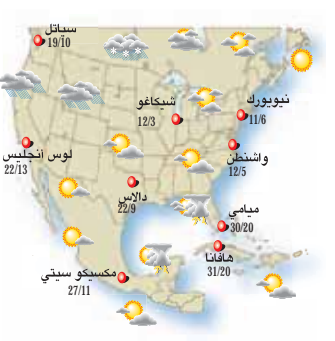 سياتل
19/10
شيكاغو
12/3
نيويورك
11/6
واشنطن
12/5
لوس أنجليس
22/13
دالاس
22/9
ميامي
30/20
هافانا
31/20
مكسيكو سيتي
27/11